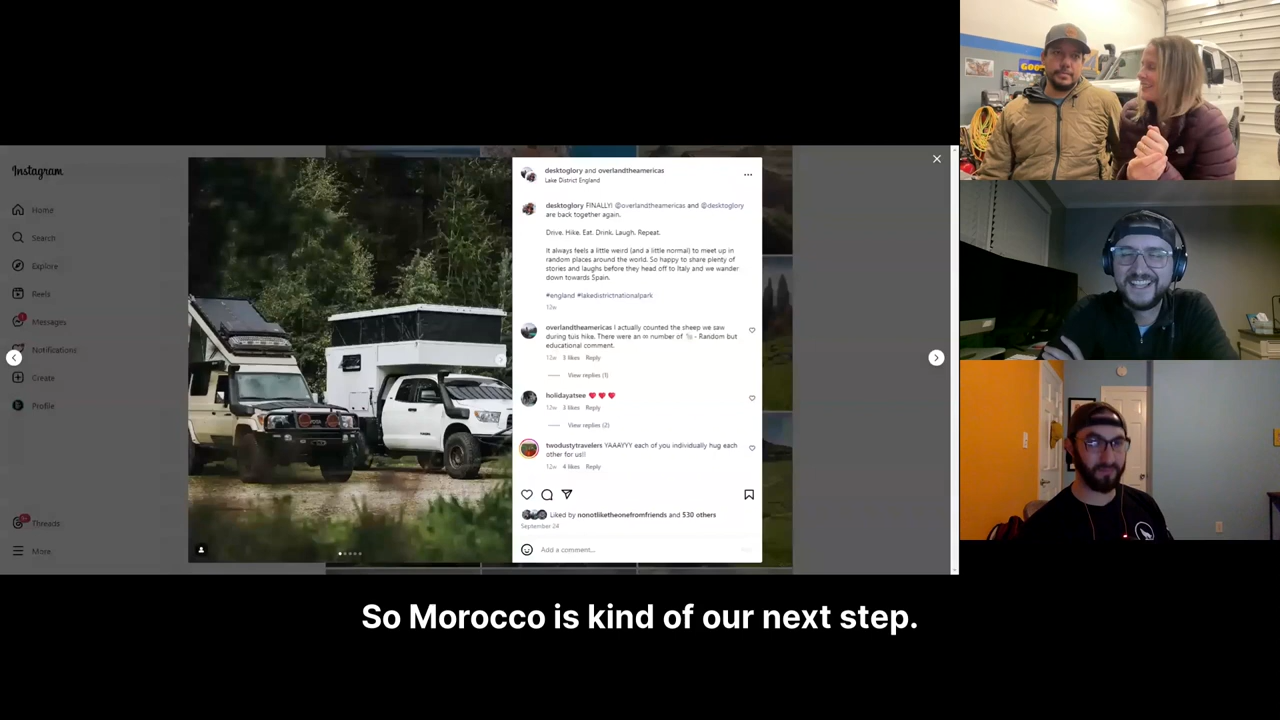 Instagram
Home
Search
Explore
Reels
Messages
Notifications
Create
Profile
Threads
More
desktoglory and overlandtheamericas
Lake District England
desktoglory FINALLY! @overlandtheamericas and @desktoglory
are back together again.
Drive. Hike. Eat. Drink. Laugh. Repeat.
It always feels a little weird (and a little normal) to meet up in
random places around the world. So happy to share plenty of
stories and laughs before they head off to Italy and we wander
down towards Spain.
#england #lakedistrictnationalpark
12w
overlandtheamericas I actually counted the sheep we saw
during tuis hike. There were an ∞ number of 🐑 - Random but
educational comment.
12w 3 likes Reply
View replies (1)
holidayatsee ❤️ ❤️ ❤️
12w 3 likes Reply
View replies (2)
twodustytravelers YAAAYYY each of you individually hug each
other for us!!
12w 4 likes Reply
Liked by nonotliketheonefromfriends and 530 others
September 24
Add a comment...
So Morocco is kind of our next step.